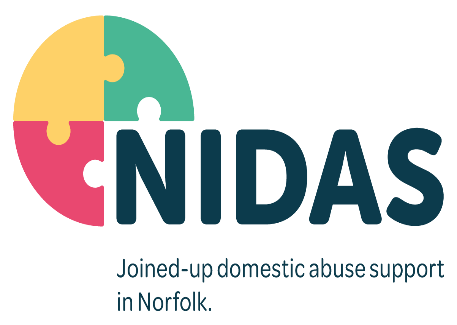 NIDAS
Joined-up domestic abuse support
in Norfolk.